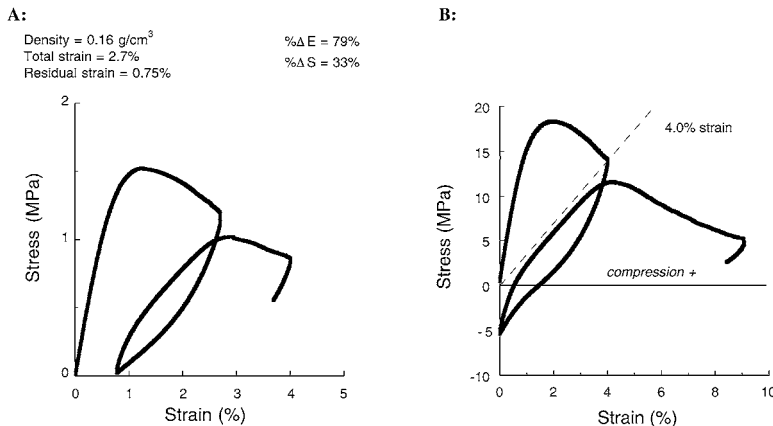 A:
Density = 0.16 g/cm³
Total strain = 2.7%
Residual strain = 0.75%
%Δ E = 79%
%Δ S = 33%
2
1
0
Stress (MPa)
0 1 2 3 4 5
Strain (%)
B:
20
15
10
5
0
- 5
-10
Stress (MPa)
4.0% strain
compression +
0 2 4 6 8 10
Strain (%)